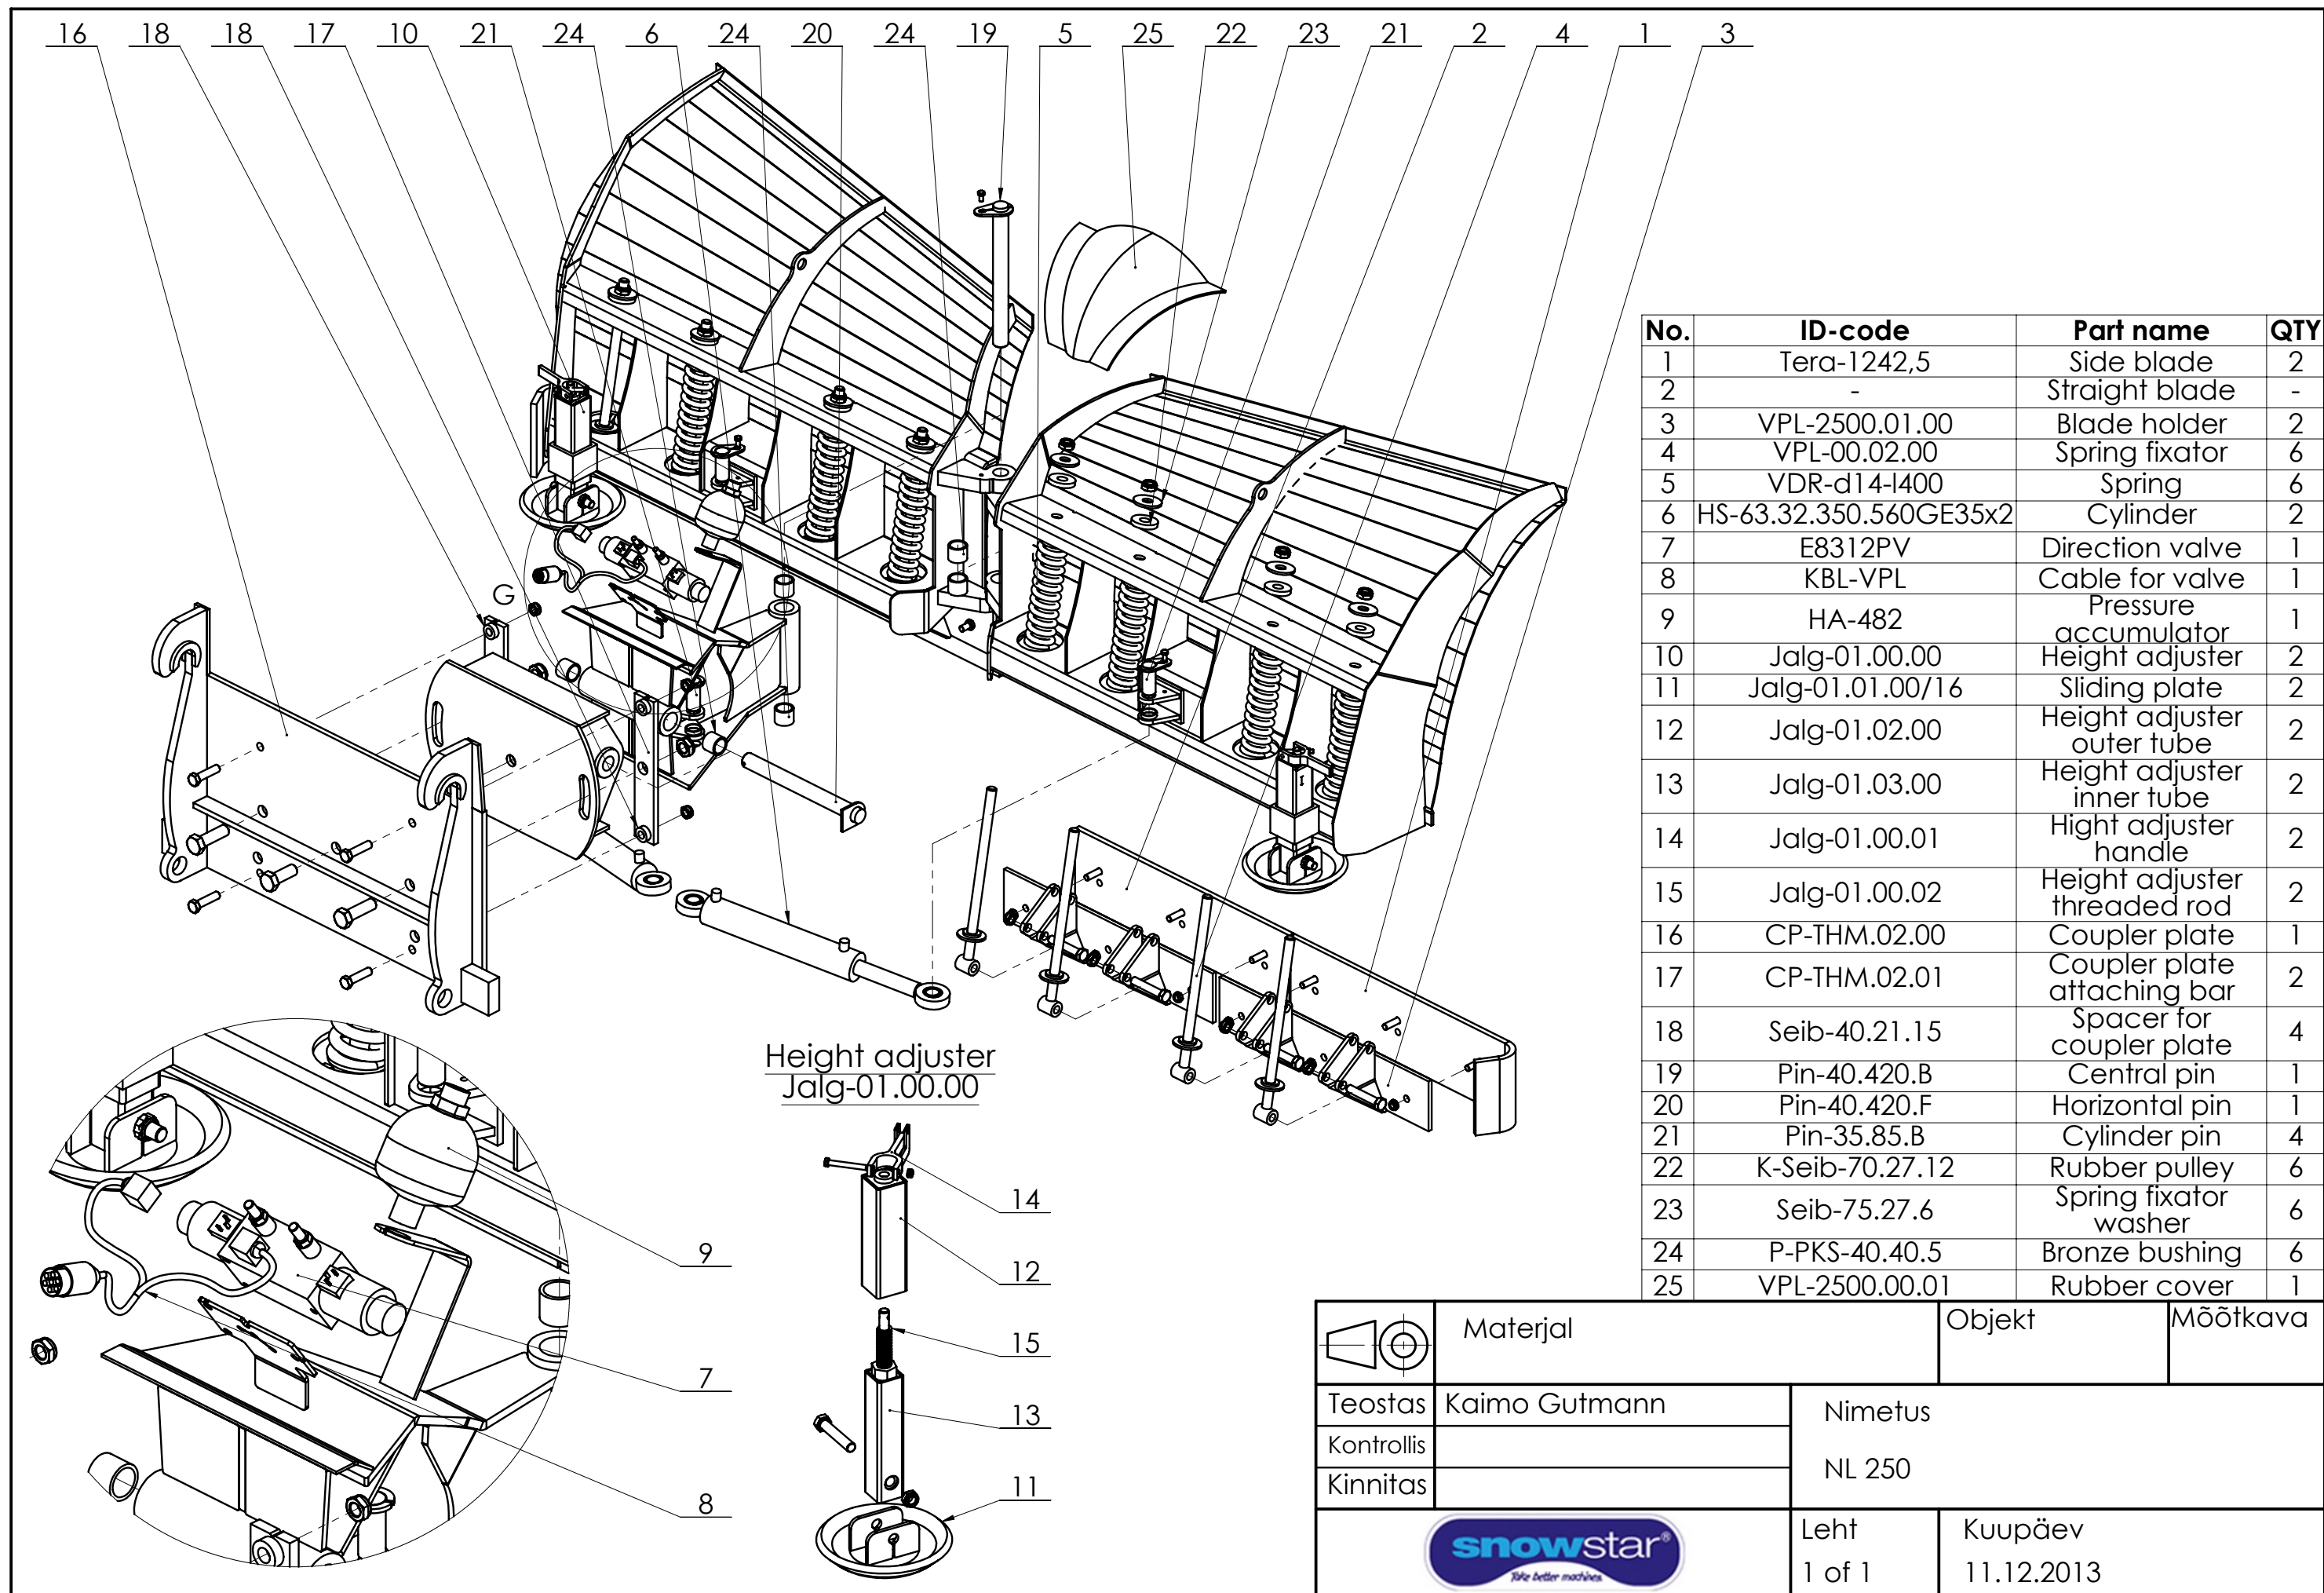 16 18 18 17 10 21 24 6 24 20 24 19 5 25 22 23 21 2 4 1 3
G
No. ID-code Part name QTY
1 Tera-1242,5 Side blade 2
2 - Straight blade -
3 VPL-2500.01.00 Blade holder 2
4 VPL-00.02.00 Spring fixator 6
5 VDR-d14-l400 Spring 6
6 HS-63.32.350.560GE35x2 Cylinder 2
7 E8312PV Direction valve 1
8 KBL-VPL Cable for valve 1
9 HA-482 Pressure accumulator 1
10 Jalg-01.00.00 Height adjuster 2
11 Jalg-01.01.00/16 Sliding plate 2
12 Jalg-01.02.00 Height adjuster outer tube 2
13 Jalg-01.03.00 Height adjuster inner tube 2
14 Jalg-01.00.01 Hight adjuster handle 2
15 Jalg-01.00.02 Height adjuster threaded rod 2
16 CP-THM.02.00 Coupler plate 1
17 CP-THM.02.01 Coupler plate attaching bar 2
18 Seib-40.21.15 Spacer for coupler plate 4
19 Pin-40.420.B Central pin 1
20 Pin-40.420.F Horizontal pin 1
21 Pin-35.85.B Cylinder pin 4
22 K-Seib-70.27.12 Rubber pulley 6
23 Seib-75.27.6 Spring fixator washer 6
24 P-PKS-40.40.5 Bronze bushing 6
25 VPL-2500.00.01 Rubber cover 1
Height adjuster
Jalg-01.00.00
9
7
8
14
12
15
13
11
Materjal Objekt Mõõtkava
Teostas Kaimo Gutmann
Kontrollis
Kinnitas
Nimetus
NL 250
snowstar®
Take better machines
Leht
1 of 1
Kuupäev
11.12.2013